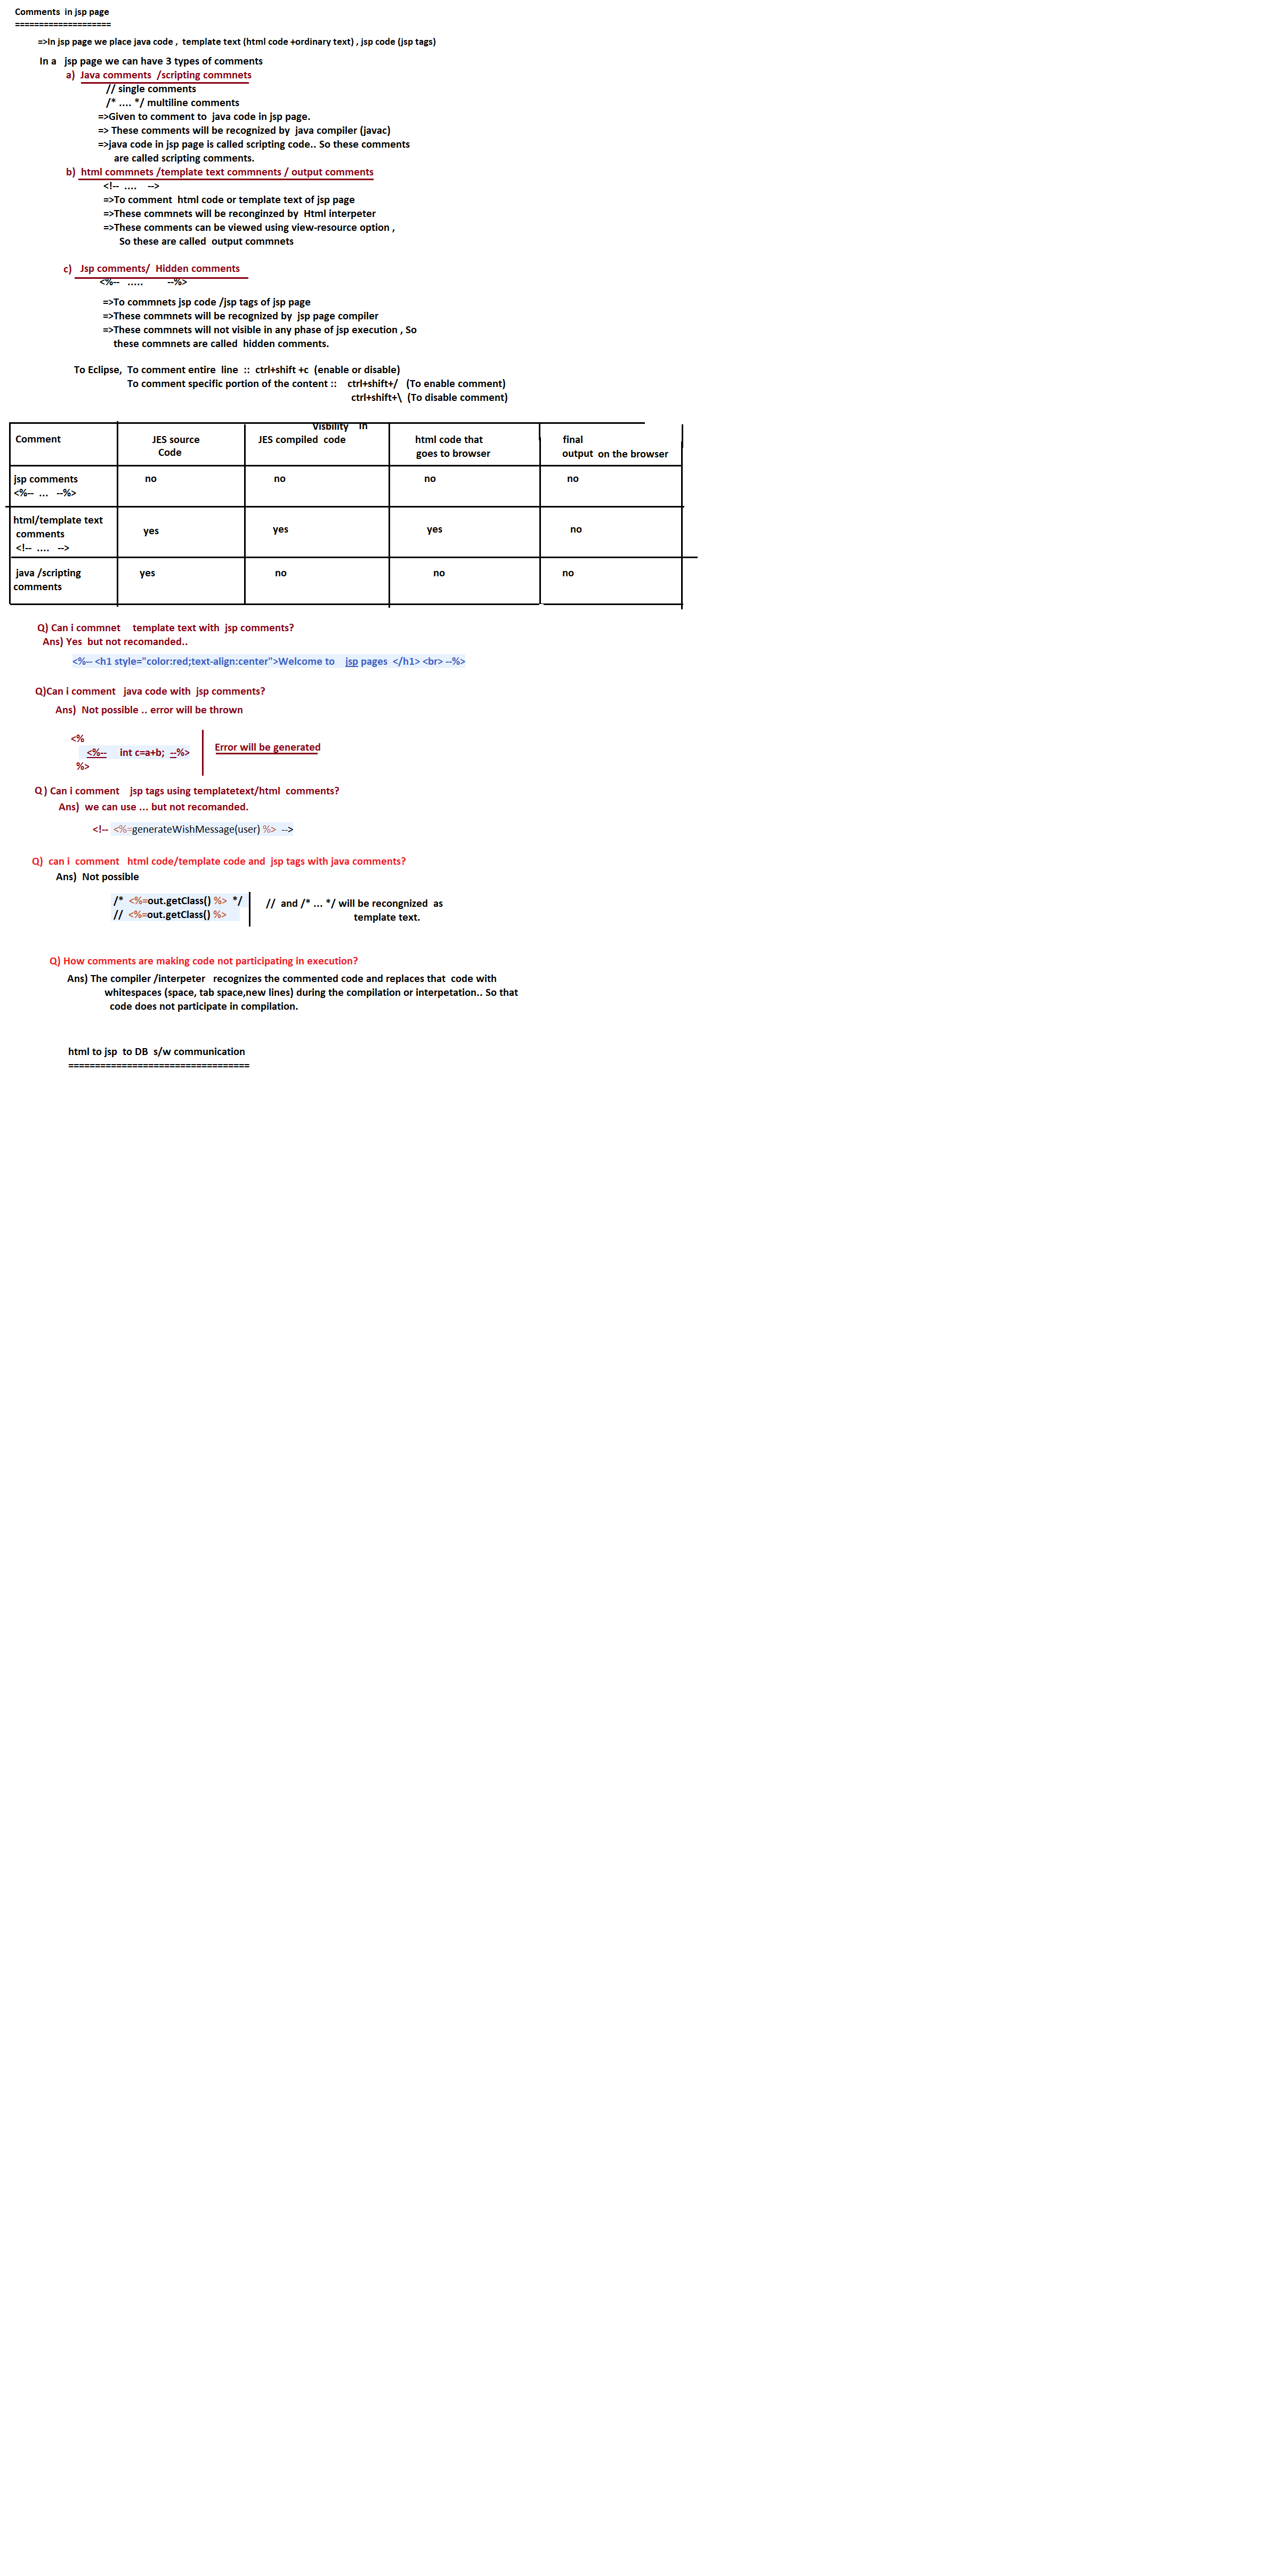 Comments in jsp page
====================
=>In jsp page we place java code , template text (html code +ordinary text) , jsp code (jsp tags)
In a jsp page we can have 3 types of comments
a) Java comments /scripting commnets
// single comments
/* .... */ multiline comments
=>Given to comment to java code in jsp page.
=> These comments will be recognized by java compiler (javac)
=>java code in jsp page is called scripting code.. So these comments
are called scripting comments.
b) html commnets /template text commnents / output comments
<!-- .... -->
=>To comment html code or template text of jsp page
=>These commnets will be reconginzed by Html interpeter
=>These comments can be viewed using view-resource option ,
So these are called output commnets
c) Jsp comments/ Hidden comments
<%-- ..... --%>
=>To commnets jsp code /jsp tags of jsp page
=>These commnets will be recognized by jsp page compiler
=>These commnets will not visible in any phase of jsp execution , So
these commnets are called hidden comments.
To Eclipse, To comment entire line :: ctrl+shift +c (enable or disable)
To comment specific portion of the content :: ctrl+shift+/ (To enable comment)
ctrl+shift+\ (To disable comment)
Visbility in
Comment JES source JES compiled code html code that final
Code goes to browser output on the browser
jsp comments no no no no
<%-- ... --%>
html/template text
comments yes yes yes no
<!-- .... -->
java /scripting yes no no no
comments
Q) Can i commnet template text with jsp comments?
Ans) Yes but not recomanded..
<%-- <h1 style="color:red;text-align:center">Welcome to jsp pages </h1> <br> --%>
Q)Can i comment java code with jsp comments?
Ans) Not possible .. error will be thrown
<%
<%-- int c=a+b; --%> Error will be generated
%>
Q) Can i comment jsp tags using templatetext/html comments?
Ans) we can use ... but not recomanded.
<!-- <%=generateWishMessage(user) %> -->
Q) can i comment html code/template code and jsp tags with java comments?
Ans) Not possible
/* <%=out.getClass() %> */ // and /* ... */ will be recongnized as
// <%=out.getClass() %> template text.
Q) How comments are making code not participating in execution?
Ans) The compiler /interpeter recognizes the commented code and replaces that code with
whitespaces (space, tab space,new lines) during the compilation or interpetation.. So that
code does not participate in compilation.
html to jsp to DB s/w communication
==================================